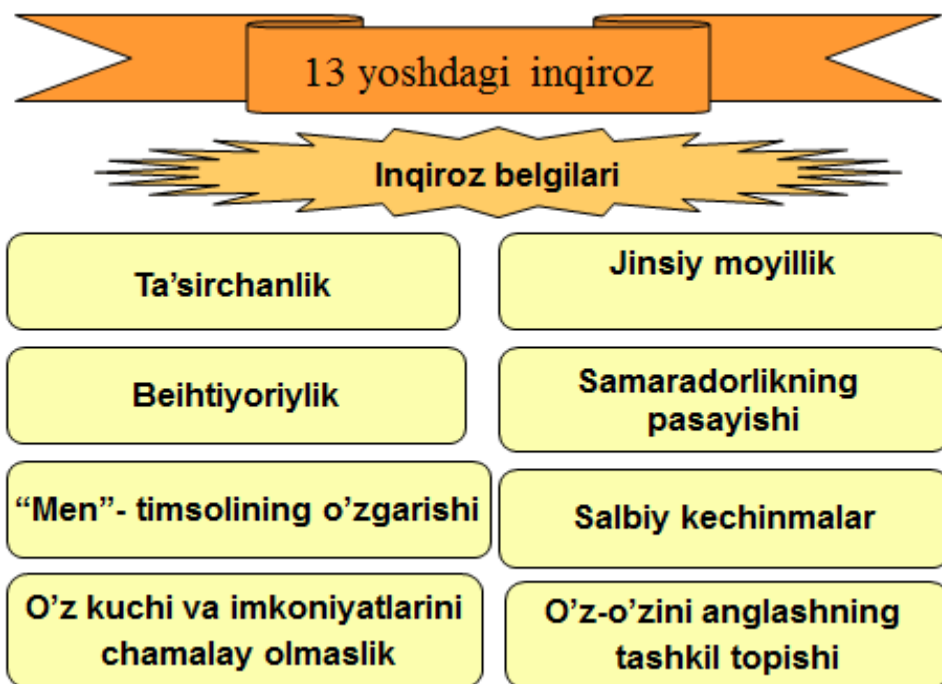 13 yoshdagi inqiroz
Inqiroz belgilari
Ta’sirchanlik
Jinsiy moyillik
Beihtiyoriylik
Samaradorlikning
pasayishi
“Men”- timsolining o’zgarishi
Salbiy kechinmalar
O’z kuchi va imkoniyatlarini
chamalay olmaslik
O’z-o’zini anglashning
tashkil topishi